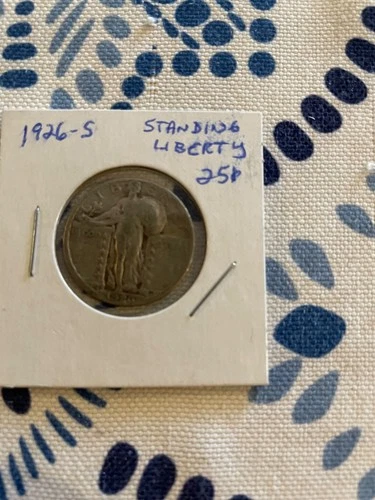 1926-S
STANDING
LIBERTY
25¢